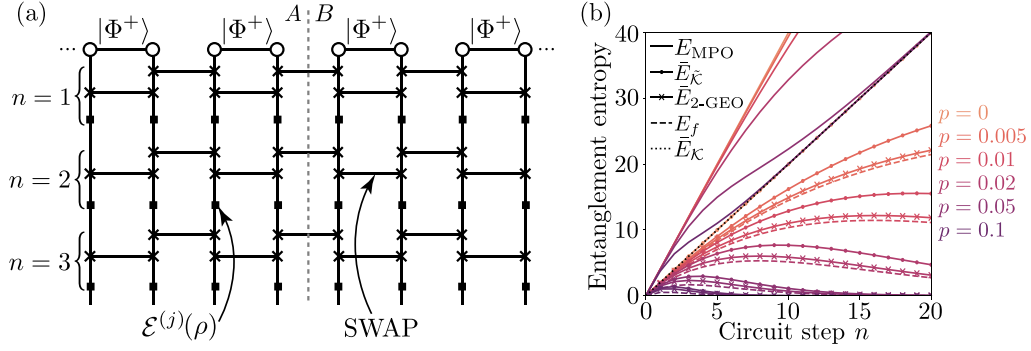 (a)
|Φ⁺⟩ |Φ⁺⟩ A B |Φ⁺⟩ |Φ⁺⟩
... ...
n = 1
n = 2
n = 3
ℰ⁽ʲ⁾(ρ) SWAP
(b)
Entanglement entropy
40
30
20
10
0
E_MPO
Ē_𝒦̃
Ē_2-GEO
E_f
Ē_𝒦
p = 0
p = 0.005
p = 0.01
p = 0.02
p = 0.05
p = 0.1
0 5 10 15 20
Circuit step n